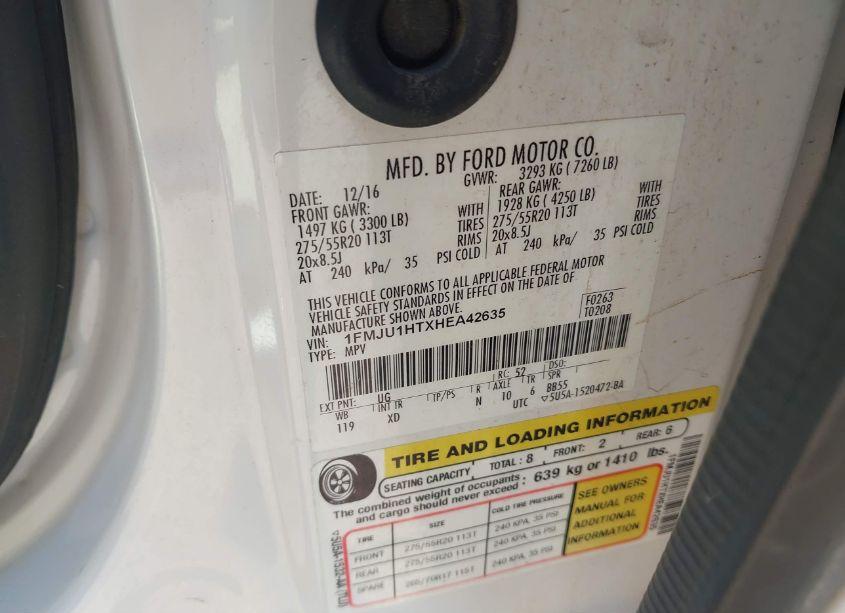 MFD. BY FORD MOTOR CO.
DATE: 12/16 GVWR: 3293 KG ( 7260 LB)
FRONT GAWR: REAR GAWR:
1497 KG ( 3300 LB) WITH 1928 KG ( 4250 LB) WITH
275/55R20 113T TIRES 275/55R20 113T TIRES
20x8.5J RIMS 20x8.5J RIMS
AT 240 kPa/ 35 PSI COLD AT 240 kPa/ 35 PSI COLD
THIS VEHICLE CONFORMS TO ALL APPLICABLE FEDERAL MOTOR
VEHICLE SAFETY STANDARDS IN EFFECT ON THE DATE OF
MANUFACTURE SHOWN ABOVE.
VIN: 1FMJU1HTXHEA42635
TYPE: MPV
F0263
T0208
EXT PNT: UG RC: 52 DSO:
WB INT TR TP/PS R AXLE TR SPR
119 XD N 10 6 BB55
UTC ▽5U5A-1520472-BA
TIRE AND LOADING INFORMATION
SEATING CAPACITY TOTAL : 8 FRONT: 2 REAR: 6
The combined weight of occupants and cargo should never exceed : 639 kg or 1410 lbs.
TIRE SIZE COLD TIRE PRESSURE
FRONT 275/55R20 113T 240 KPA, 35 PSI
REAR 275/55R20 113T 240 KPA, 35 PSI
SPARE 265/70R17 115T 240 KPA, 35 PSI
SEE OWNERS
MANUAL FOR
ADDITIONAL
INFORMATION